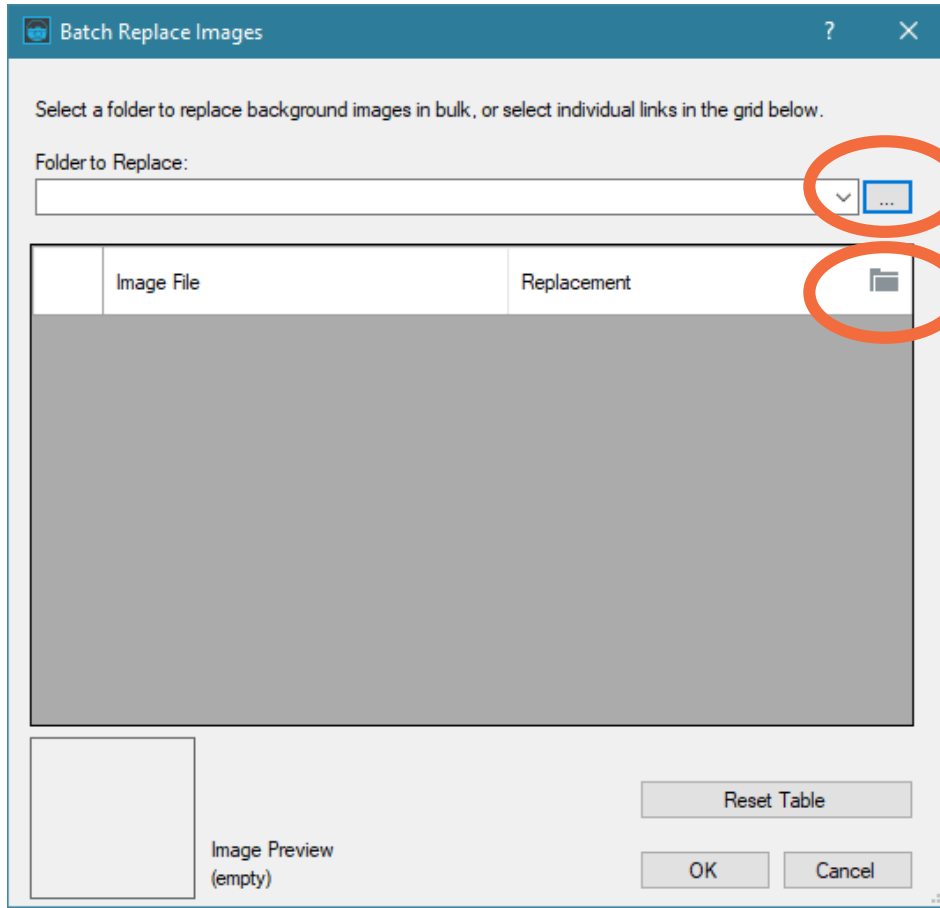 Batch Replace Images
Select a folder to replace background images in bulk, or select individual links in the grid below.
Folder to Replace:
...
Image File Replacement
Reset Table
Image Preview
(empty)
OK Cancel